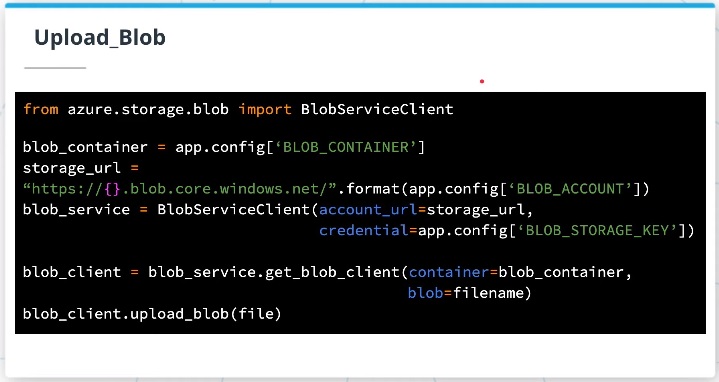 Upload_Blob
from azure.storage.blob import BlobServiceClient
blob_container = app.config[‘BLOB_CONTAINER’]
storage_url =
“https://{}.blob.core.windows.net/”.format(app.config[‘BLOB_ACCOUNT’])
blob_service = BlobServiceClient(account_url=storage_url,
credential=app.config[‘BLOB_STORAGE_KEY’])
blob_client = blob_service.get_blob_client(container=blob_container,
blob=filename)
blob_client.upload_blob(file)